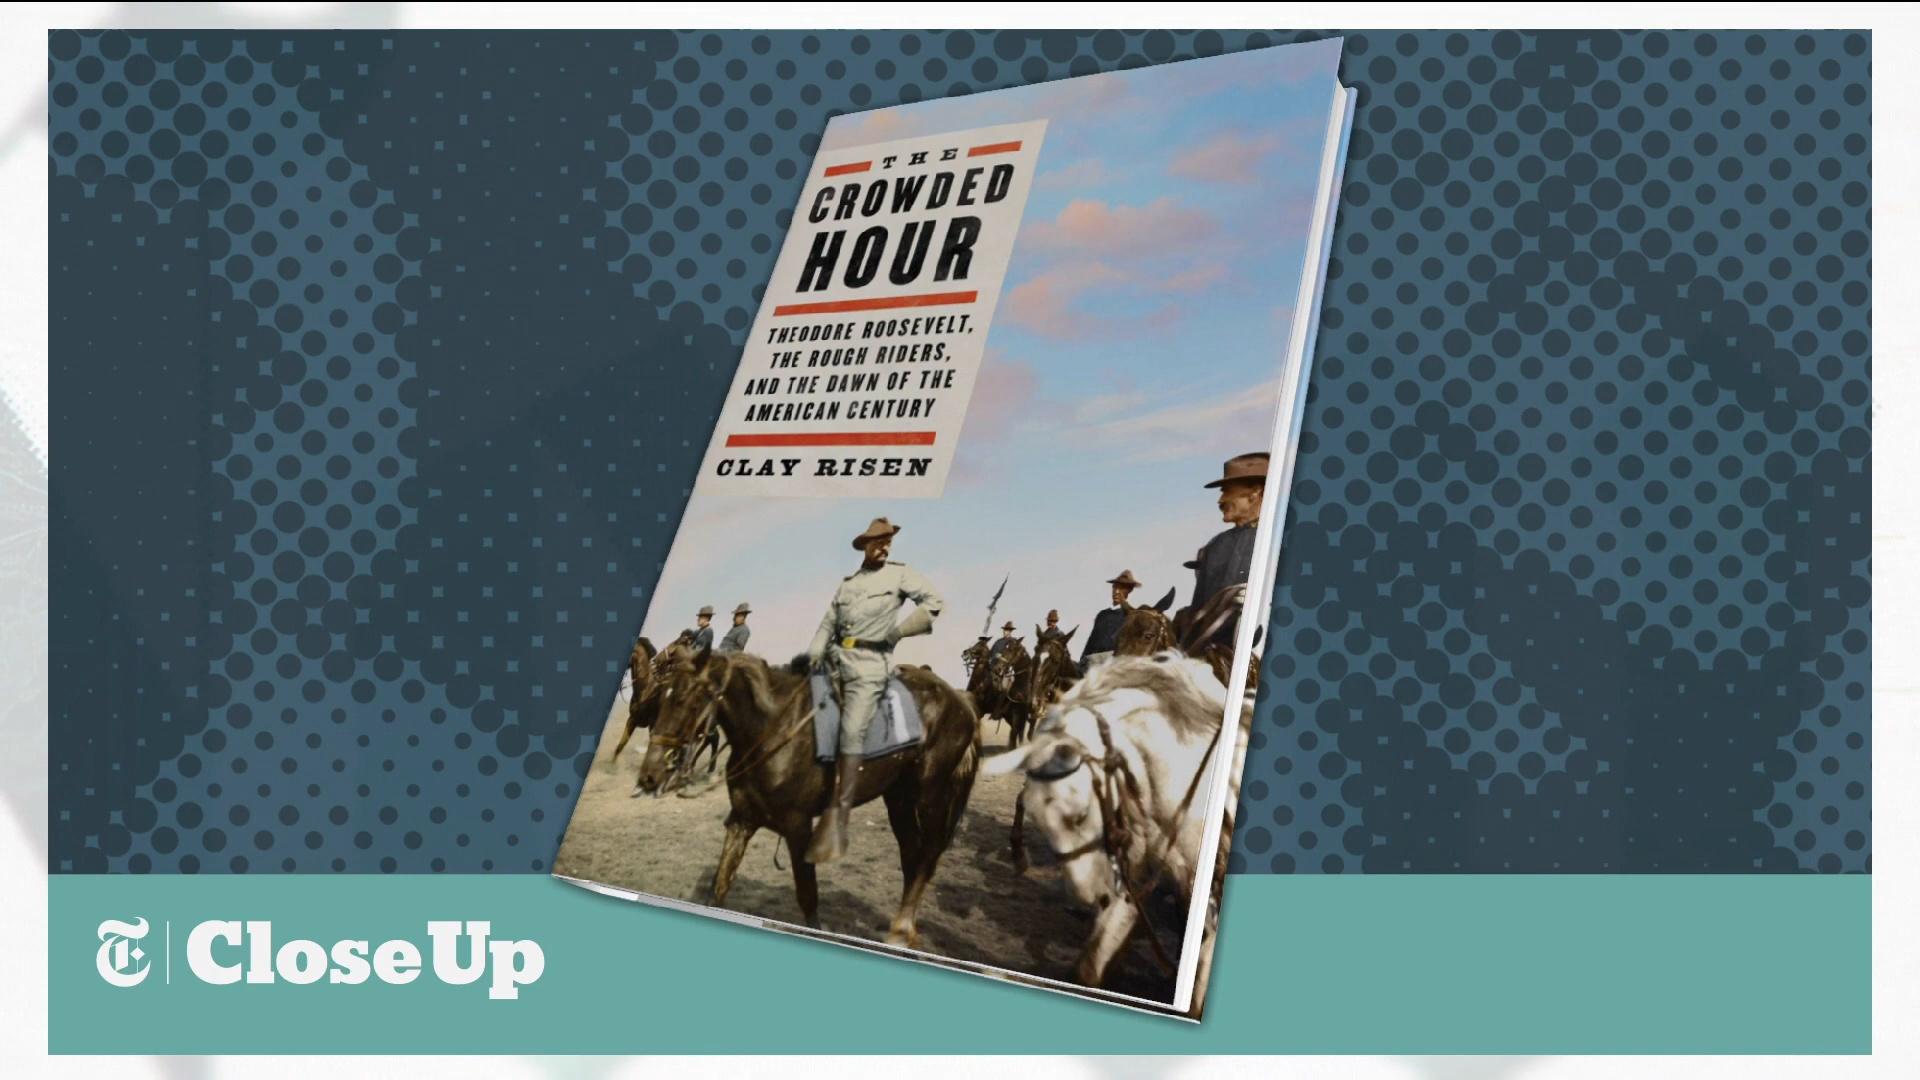 THE
CROWDED
HOUR
THEODORE ROOSEVELT,
THE ROUGH RIDERS,
AND THE DAWN OF THE
AMERICAN CENTURY
CLAY RISEN
T | CloseUp